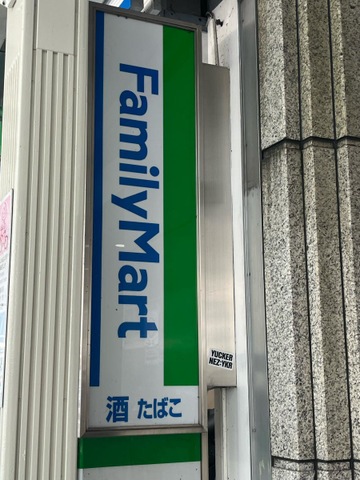 FamilyMart
酒 たばこ
YUCKER
NEZ:YKR